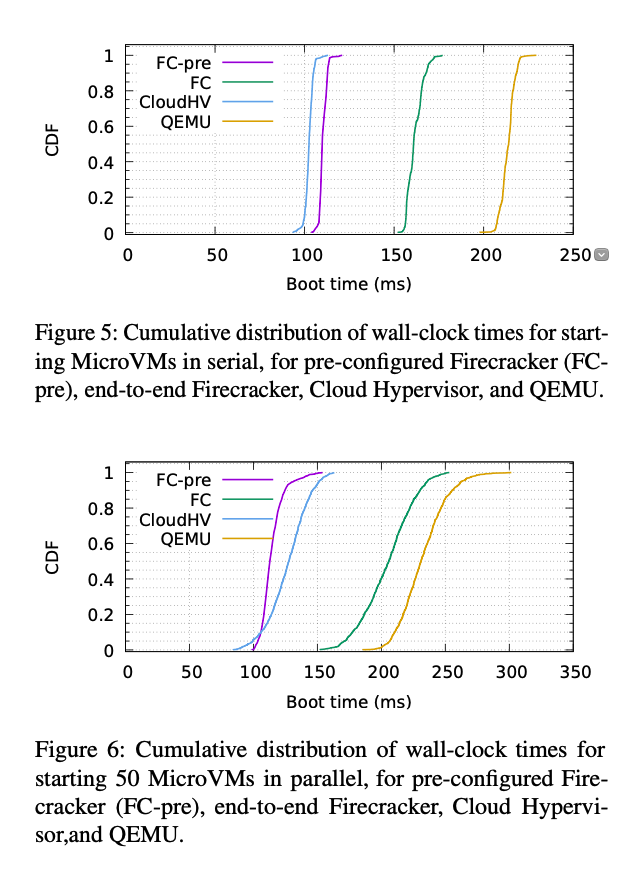 1
0.8
0.6
0.4
0.2
0
CDF
FC-pre
FC
CloudHV
QEMU
0 50 100 150 200 250
Boot time (ms)
Figure 5: Cumulative distribution of wall-clock times for start-
ing MicroVMs in serial, for pre-configured Firecracker (FC-
pre), end-to-end Firecracker, Cloud Hypervisor, and QEMU.
1
0.8
0.6
0.4
0.2
0
CDF
FC-pre
FC
CloudHV
QEMU
0 50 100 150 200 250 300 350
Boot time (ms)
Figure 6: Cumulative distribution of wall-clock times for
starting 50 MicroVMs in parallel, for pre-configured Fire-
cracker (FC-pre), end-to-end Firecracker, Cloud Hypervi-
sor,and QEMU.